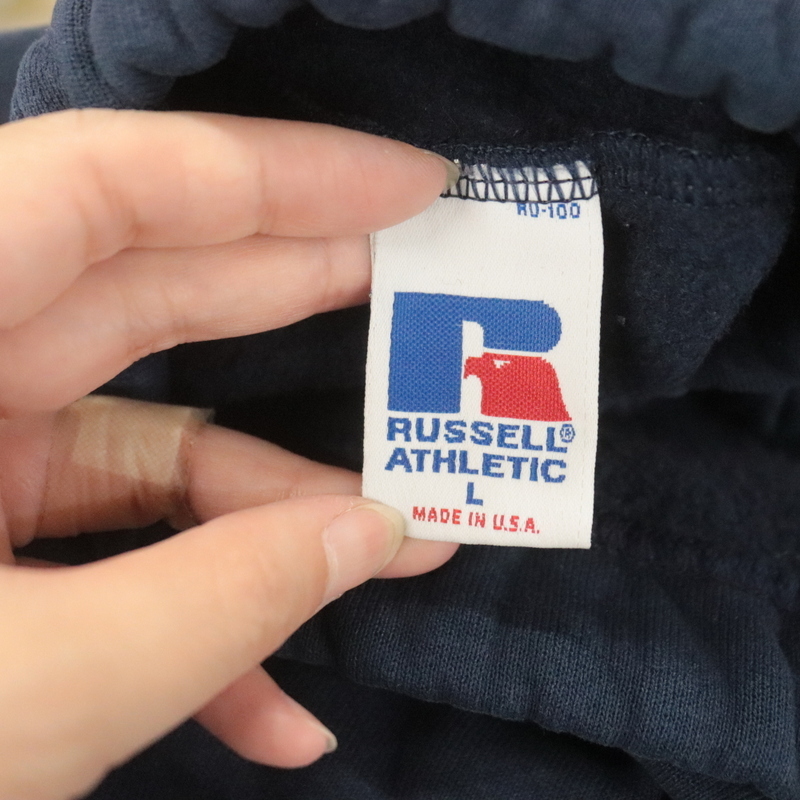 RU-100
RUSSELL®
ATHLETIC
L
MADE IN U.S.A.